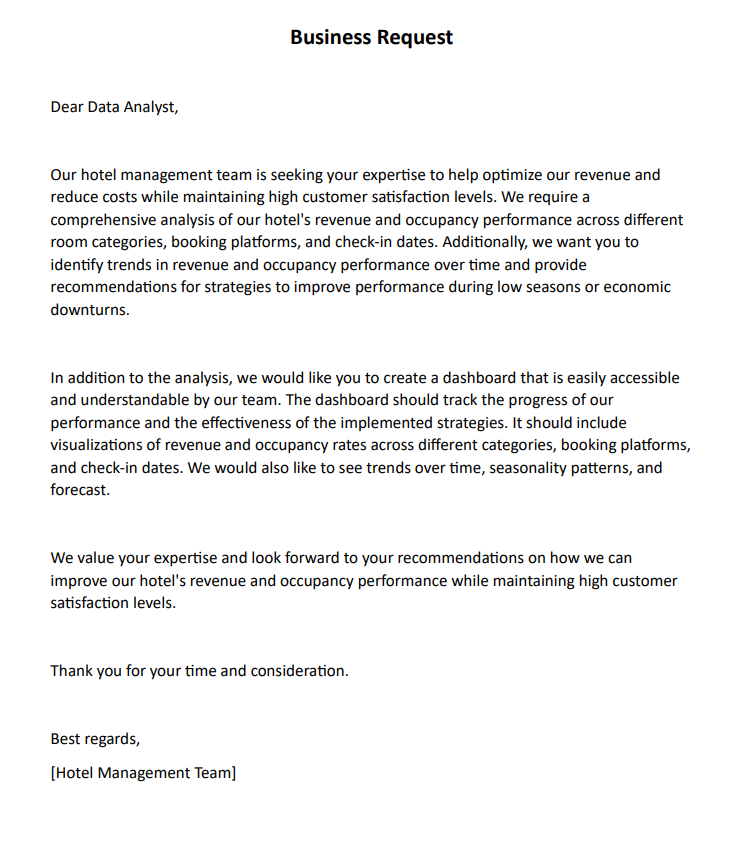 Business Request
Dear Data Analyst,
Our hotel management team is seeking your expertise to help optimize our revenue and
reduce costs while maintaining high customer satisfaction levels. We require a
comprehensive analysis of our hotel's revenue and occupancy performance across different
room categories, booking platforms, and check-in dates. Additionally, we want you to
identify trends in revenue and occupancy performance over time and provide
recommendations for strategies to improve performance during low seasons or economic
downturns.
In addition to the analysis, we would like you to create a dashboard that is easily accessible
and understandable by our team. The dashboard should track the progress of our
performance and the effectiveness of the implemented strategies. It should include
visualizations of revenue and occupancy rates across different categories, booking platforms,
and check-in dates. We would also like to see trends over time, seasonality patterns, and
forecast.
We value your expertise and look forward to your recommendations on how we can
improve our hotel's revenue and occupancy performance while maintaining high customer
satisfaction levels.
Thank you for your time and consideration.
Best regards,
[Hotel Management Team]